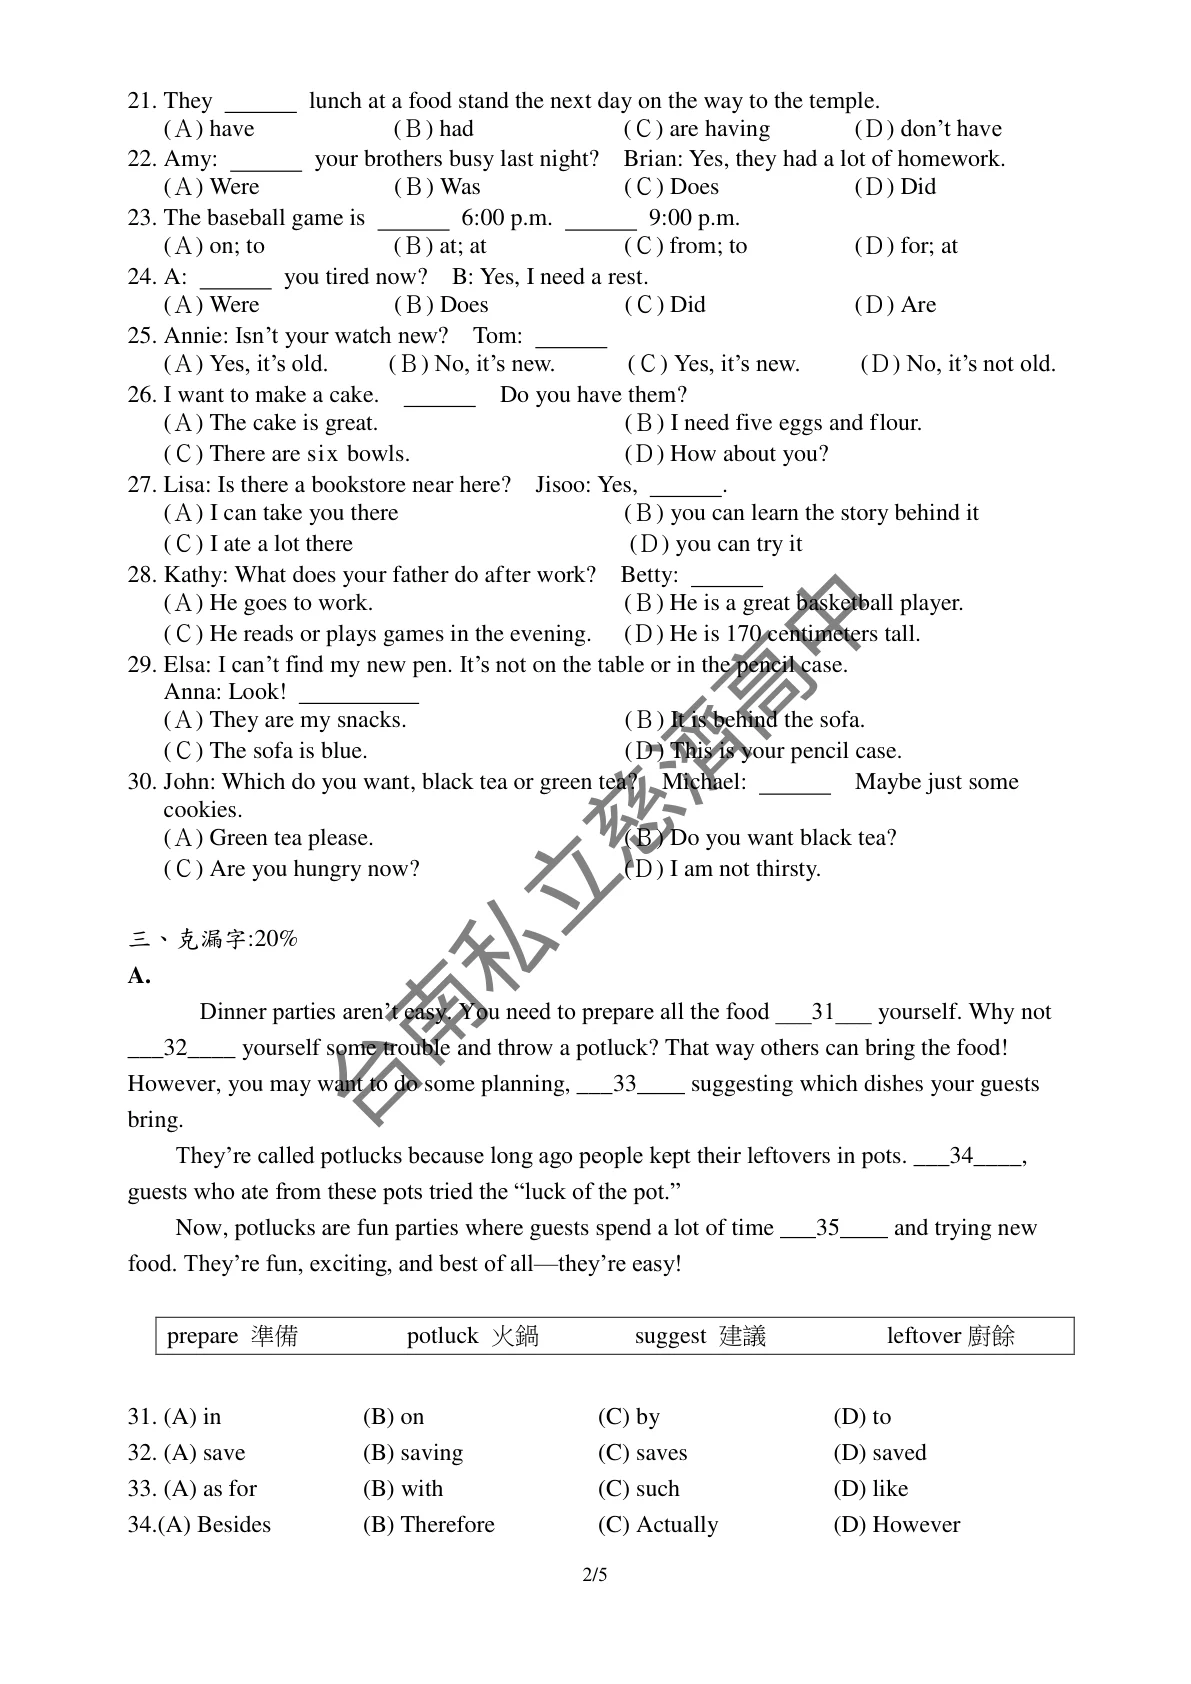 21. They ______ lunch at a food stand the next day on the way to the temple.
(A) have (B) had (C) are having (D) don't have
22. Amy: ______ your brothers busy last night? Brian: Yes, they had a lot of homework.
(A) Were (B) Was (C) Does (D) Did
23. The baseball game is ______ 6:00 p.m. ______ 9:00 p.m.
(A) on; to (B) at; at (C) from; to (D) for; at
24. A: ______ you tired now? B: Yes, I need a rest.
(A) Were (B) Does (C) Did (D) Are
25. Annie: Isn't your watch new? Tom: ______
(A) Yes, it's old. (B) No, it's new. (C) Yes, it's new. (D) No, it's not old.
26. I want to make a cake. ______ Do you have them?
(A) The cake is great. (B) I need five eggs and flour.
(C) There are six bowls. (D) How about you?
27. Lisa: Is there a bookstore near here? Jisoo: Yes, ______.
(A) I can take you there (B) you can learn the story behind it
(C) I ate a lot there (D) you can try it
28. Kathy: What does your father do after work? Betty: ______
(A) He goes to work. (B) He is a great basketball player.
(C) He reads or plays games in the evening. (D) He is 170 centimeters tall.
29. Elsa: I can't find my new pen. It's not on the table or in the pencil case.
Anna: Look! __________
(A) They are my snacks. (B) It is behind the sofa.
(C) The sofa is blue. (D) This is your pencil case.
30. John: Which do you want, black tea or green tea? Michael: ______ Maybe just some
cookies.
(A) Green tea please. (B) Do you want black tea?
(C) Are you hungry now? (D) I am not thirsty.
三、克漏字:20%
A.
Dinner parties aren't easy. You need to prepare all the food ___31___ yourself. Why not
___32____ yourself some trouble and throw a potluck? That way others can bring the food!
However, you may want to do some planning, ___33____ suggesting which dishes your guests
bring.
They're called potlucks because long ago people kept their leftovers in pots. ___34____,
guests who ate from these pots tried the “luck of the pot.”
Now, potlucks are fun parties where guests spend a lot of time ___35____ and trying new
food. They're fun, exciting, and best of all—they're easy!
prepare 準備 potluck 火鍋 suggest 建議 leftover 廚餘
31. (A) in (B) on (C) by (D) to
32. (A) save (B) saving (C) saves (D) saved
33. (A) as for (B) with (C) such (D) like
34.(A) Besides (B) Therefore (C) Actually (D) However
2/5
台南私立慈濟高中